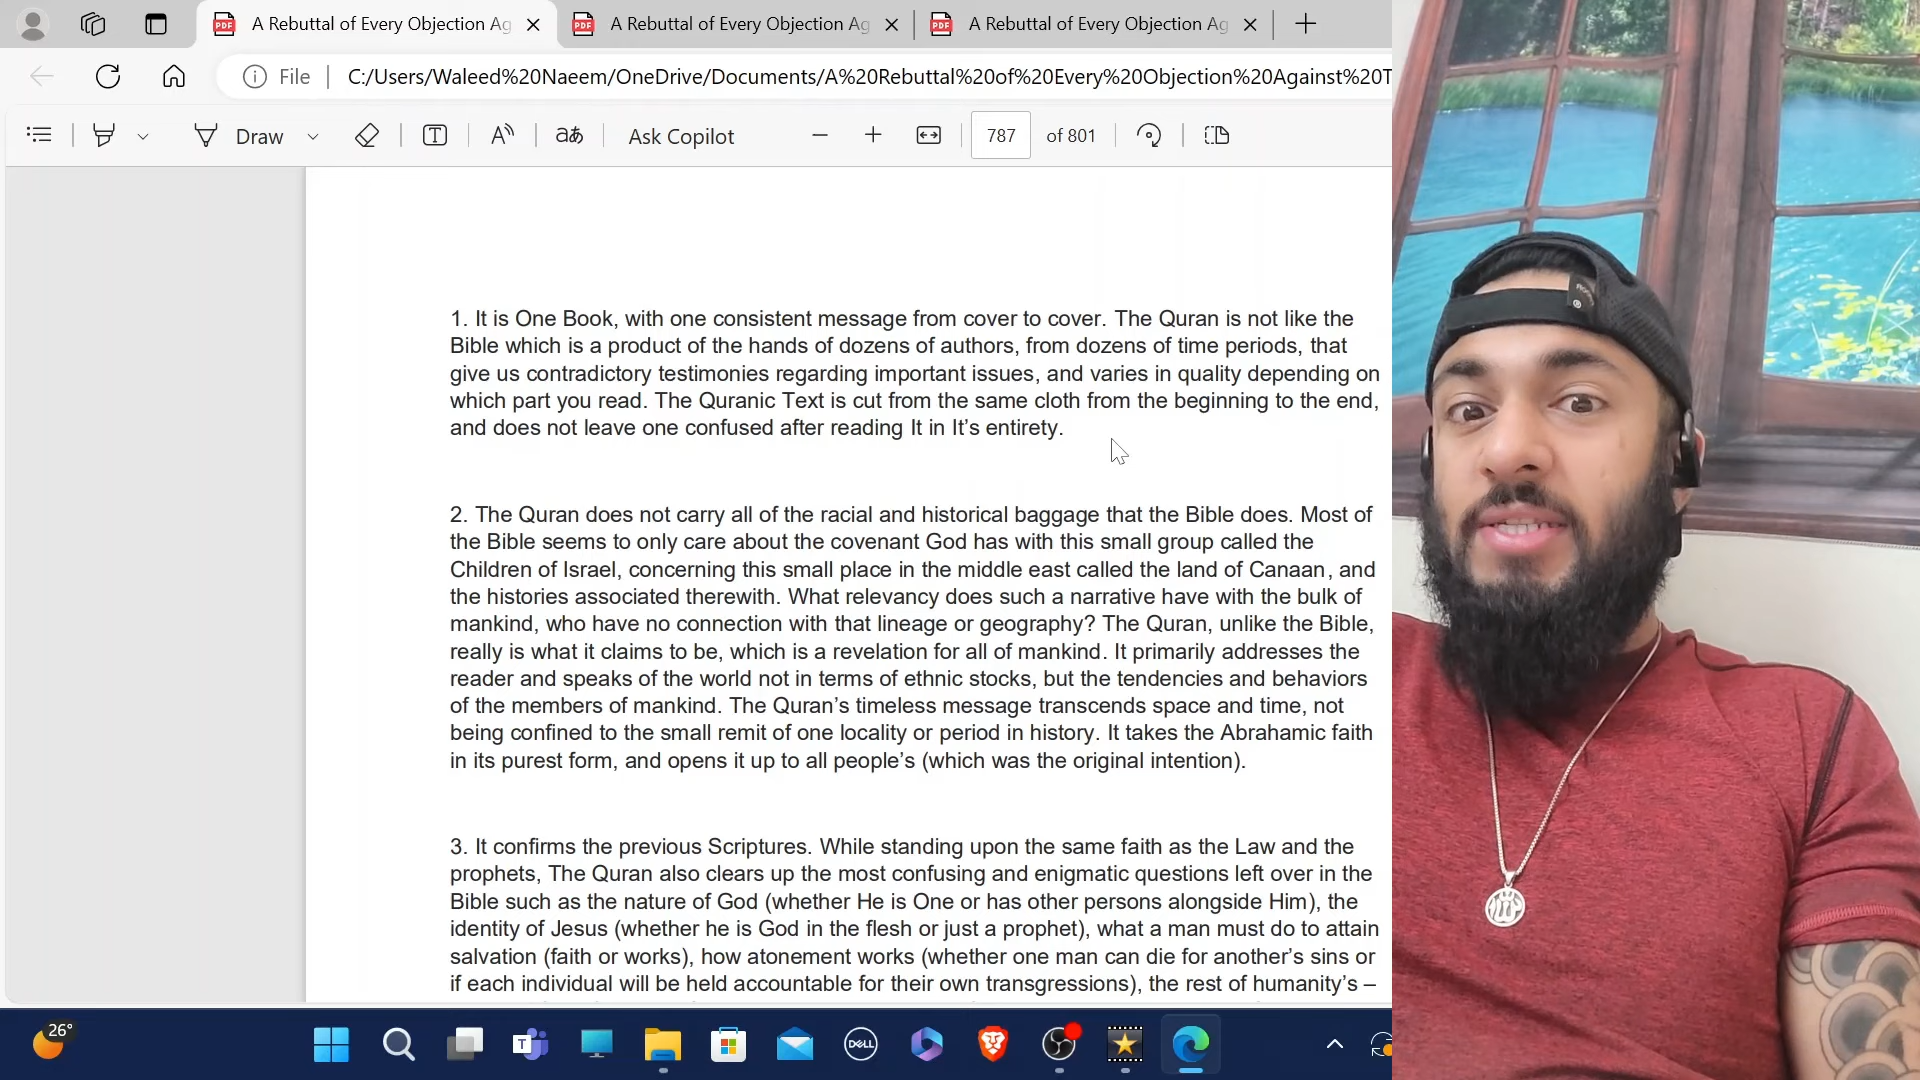 A Rebuttal of Every Objection Ag
A Rebuttal of Every Objection Ag
A Rebuttal of Every Objection Ag
File
C:/Users/Waleed%20Naeem/OneDrive/Documents/A%20Rebuttal%20of%20Every%20Objection%20Against%20T
Draw
Ask Copilot
787 of 801
1. It is One Book, with one consistent message from cover to cover. The Quran is not like the
Bible which is a product of the hands of dozens of authors, from dozens of time periods, that
give us contradictory testimonies regarding important issues, and varies in quality depending on
which part you read. The Quranic Text is cut from the same cloth from the beginning to the end,
and does not leave one confused after reading It in It’s entirety.
2. The Quran does not carry all of the racial and historical baggage that the Bible does. Most of
the Bible seems to only care about the covenant God has with this small group called the
Children of Israel, concerning this small place in the middle east called the land of Canaan, and
the histories associated therewith. What relevancy does such a narrative have with the bulk of
mankind, who have no connection with that lineage or geography? The Quran, unlike the Bible,
really is what it claims to be, which is a revelation for all of mankind. It primarily addresses the
reader and speaks of the world not in terms of ethnic stocks, but the tendencies and behaviors
of the members of mankind. The Quran’s timeless message transcends space and time, not
being confined to the small remit of one locality or period in history. It takes the Abrahamic faith
in its purest form, and opens it up to all people’s (which was the original intention).
3. It confirms the previous Scriptures. While standing upon the same faith as the Law and the
prophets, The Quran also clears up the most confusing and enigmatic questions left over in the
Bible such as the nature of God (whether He is One or has other persons alongside Him), the
identity of Jesus (whether he is God in the flesh or just a prophet), what a man must do to attain
salvation (faith or works), how atonement works (whether one man can die for another’s sins or
if each individual will be held accountable for their own transgressions), the rest of humanity’s –
26°
DELL